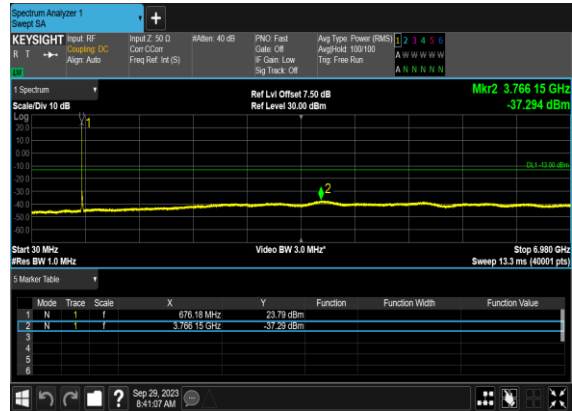 Spectrum Analyzer 1
Swept SA
+
KEYSIGHT Input: RF Input Z: 50 Ω #Atten: 40 dB PNO: Fast Avg Type: Power (RMS) 1 2 3 4 5 6
R T Coupling: DC Corr CCorr Gate: Off Avg|Hold: 100/100 A W W W W W
Align: Auto Freq Ref: Int (S) IF Gain: Low Trig: Free Run A N N N N N
Sig Track: Off
1 Spectrum Ref Lvl Offset 7.50 dB Mkr2 3.766 15 GHz
Scale/Div 10 dB Ref Level 30.00 dBm -37.294 dBm
Log
20.0 1
10.0
0.00
-10.0 DL1 -13.00 dBm
-20.0
-30.0 2
-40.0
-50.0
-60.0
Start 30 MHz Video BW 3.0 MHz* Stop 6.980 GHz
#Res BW 1.0 MHz Sweep 13.3 ms (40001 pts)
5 Marker Table
Mode Trace Scale X Y Function Function Width Function Value
1 N 1 f 676.18 MHz 23.79 dBm
2 N 1 f 3.766 15 GHz -37.29 dBm
3
4
5
6
? Sep 29, 2023
8:41:07 AM